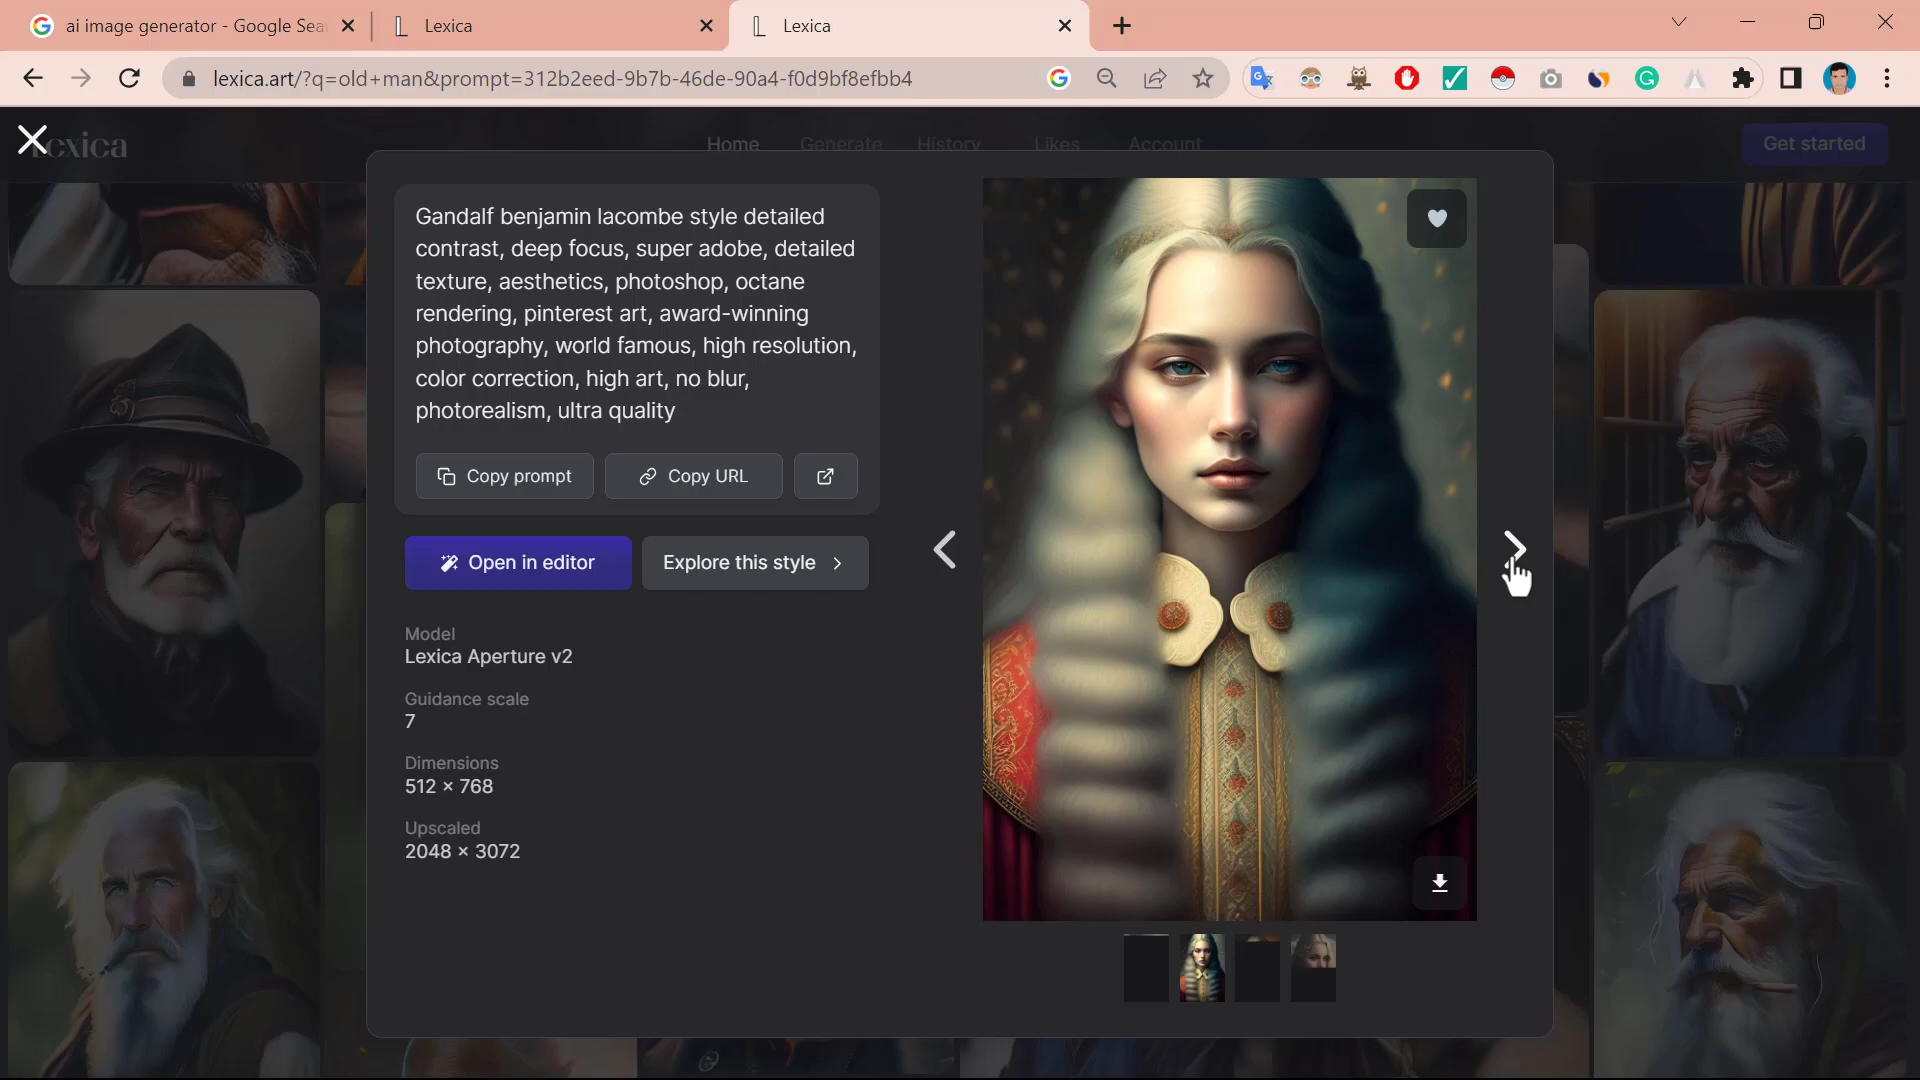 ai image generator - Google Sea
Lexica
Lexica
lexica.art/?q=old+man&prompt=312b2eed-9b7b-46de-90a4-f0d9bf8efbb4
Lexica
Home
Generate
History
Likes
Account
Get started
Gandalf benjamin lacombe style detailed
contrast, deep focus, super adobe, detailed
texture, aesthetics, photoshop, octane
rendering, pinterest art, award-winning
photography, world famous, high resolution,
color correction, high art, no blur,
photorealism, ultra quality
Copy prompt
Copy URL
Open in editor
Explore this style
Model
Lexica Aperture v2
Guidance scale
7
Dimensions
512 × 768
Upscaled
2048 × 3072